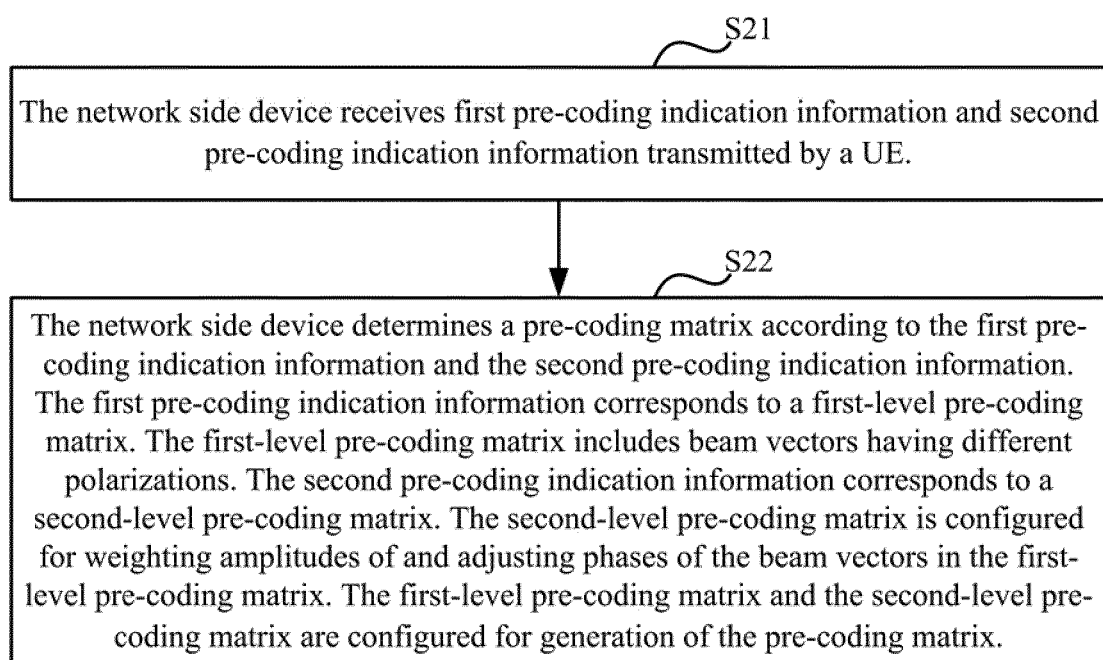 S21
The network side device receives first pre-coding indication information and second
pre-coding indication information transmitted by a UE.
S22
The network side device determines a pre-coding matrix according to the first pre-
coding indication information and the second pre-coding indication information.
The first pre-coding indication information corresponds to a first-level pre-coding
matrix. The first-level pre-coding matrix includes beam vectors having different
polarizations. The second pre-coding indication information corresponds to a
second-level pre-coding matrix. The second-level pre-coding matrix is configured
for weighting amplitudes of and adjusting phases of the beam vectors in the first-
level pre-coding matrix. The first-level pre-coding matrix and the second-level pre-
coding matrix are configured for generation of the pre-coding matrix.